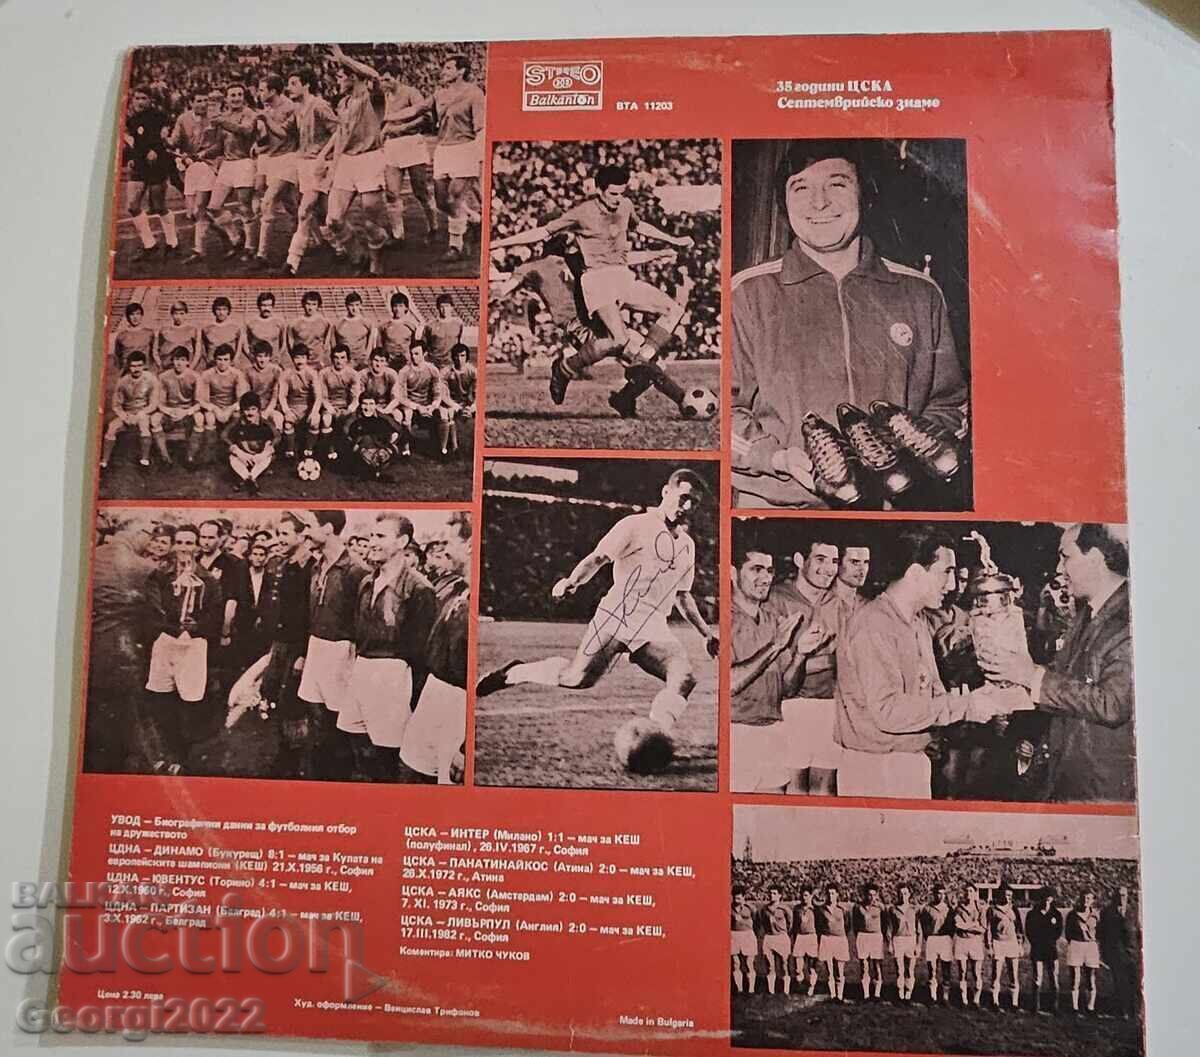 STEREO
Balkanton
ВТА 11203
35 години ЦСКА
Септемврийско знаме
УВОД – Биографични данни за футболния отбор
на дружеството
ЦДНА – ДИНАМО (Букурещ) 8:1 – мач за Купата на
европейските шампиони (КЕШ) 21.X.1956 г., София
ЦДНА – ЮВЕНТУС (Торино) 4:1 – мач за КЕШ,
12.X.1960 г., София
ЦДНА – ПАРТИЗАН (Белград) 4:1 – мач за КЕШ,
3.X.1962 г., Белград
ЦСКА – ИНТЕР (Милано) 1:1 – мач за КЕШ
(полуфинал), 26.IV.1967 г., София
ЦСКА – ПАНАТИНАЙКОС (Атина) 2:0 – мач за КЕШ,
26.X.1972 г., Атина
ЦСКА – АЯКС (Амстердам) 2:0 – мач за КЕШ,
7. XI. 1973 г., София
ЦСКА – ЛИВЪРПУЛ (Англия) 2:0 – мач за КЕШ,
17.III.1982 г., София
Коментира: МИТКО ЧУКОВ
Цена 2.30 лева
Худ. оформление – Венцислав Трифонов
Made in Bulgaria
BALKAN
auction
Georgi2022